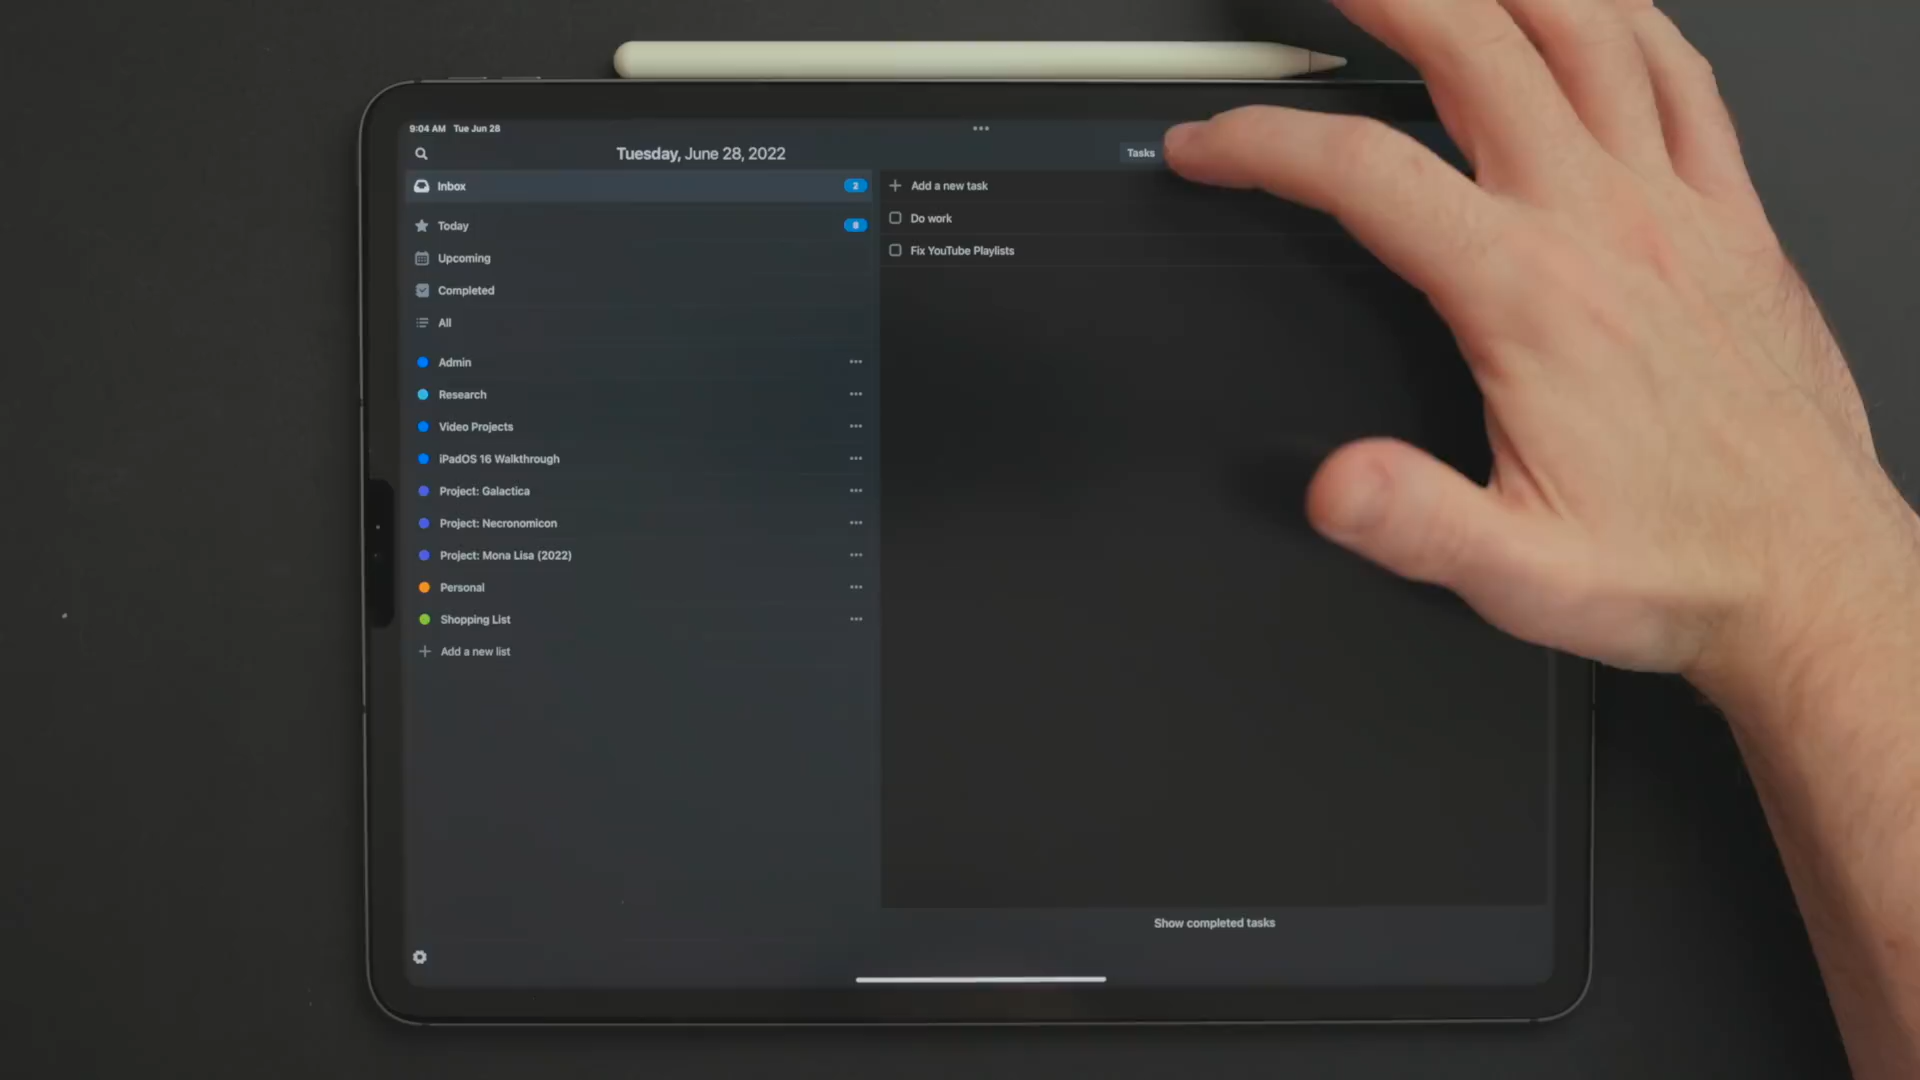 9:04 AM Tue Jun 28
Tuesday, June 28, 2022
Tasks
Inbox 2
Today 8
Upcoming
Completed
All
Admin
Research
Video Projects
iPadOS 16 Walkthrough
Project: Galactica
Project: Necronomicon
Project: Mona Lisa (2022)
Personal
Shopping List
Add a new list
Add a new task
Do work
Fix YouTube Playlists
Show completed tasks